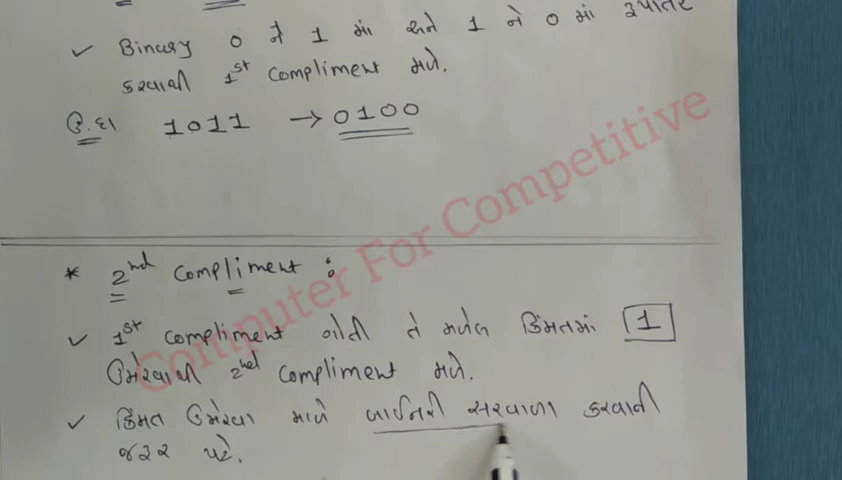 ✓ Binary 0 ને 1 માં અને 1 ને 0 માં રૂપાંતર
કરવાથી 1st Compliment મળે.
ઉ.દા 1011 → 0100
* 2nd Compliment :
✓ 1st Compliment ગોતી તે મળેલ કિંમતમાં 1
ઉમેરવાથી 2nd Compliment મળે.
✓ કિંમત ઉમેરવા માટે બાઈનરી સરવાળા કરવાની
જરૂર પડે.
Computer For Competitive